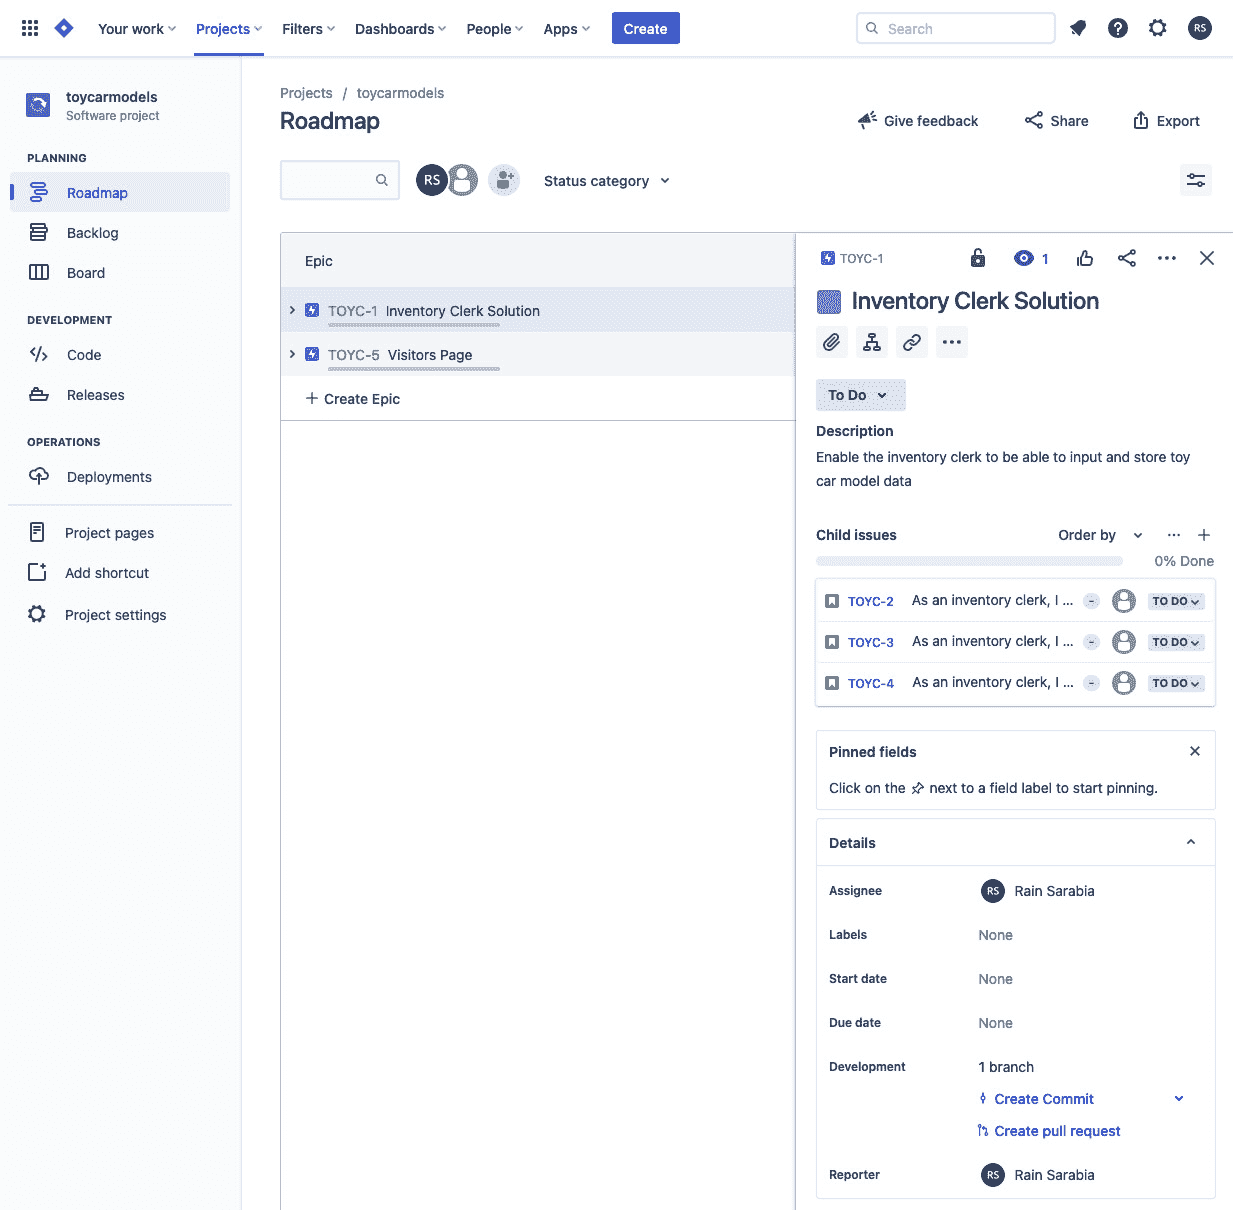 Your work Projects Filters Dashboards People Apps Create Search RS
toycarmodels
Software project
PLANNING
Roadmap
Backlog
Board
DEVELOPMENT
Code
Releases
OPERATIONS
Deployments
Project pages
Add shortcut
Project settings
Projects / toycarmodels
Roadmap
Give feedback Share Export
RS Status category
Epic
TOYC-1 Inventory Clerk Solution
TOYC-5 Visitors Page
+ Create Epic
TOYC-1 1
Inventory Clerk Solution
To Do
Description
Enable the inventory clerk to be able to input and store toy
car model data
Child issues Order by
0% Done
TOYC-2 As an inventory clerk, I ... - TO DO
TOYC-3 As an inventory clerk, I ... - TO DO
TOYC-4 As an inventory clerk, I ... - TO DO
Pinned fields
Click on the next to a field label to start pinning.
Details
Assignee RS Rain Sarabia
Labels None
Start date None
Due date None
Development 1 branch
Create Commit
Create pull request
Reporter RS Rain Sarabia